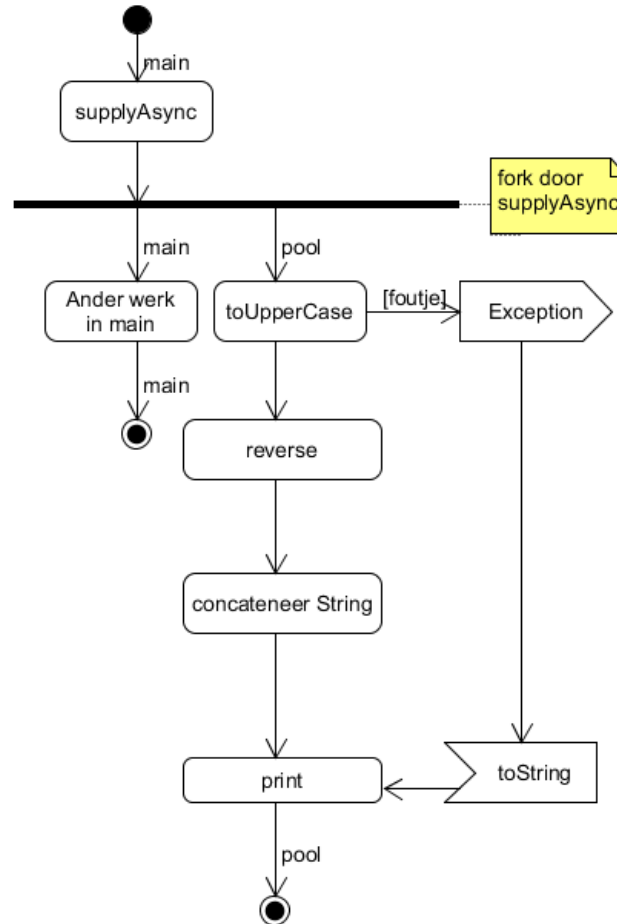 main
supplyAsync
fork door
supplyAsync
main
pool
Ander werk
in main
toUpperCase
[foutje]
Exception
main
reverse
concateneer String
print
toString
pool